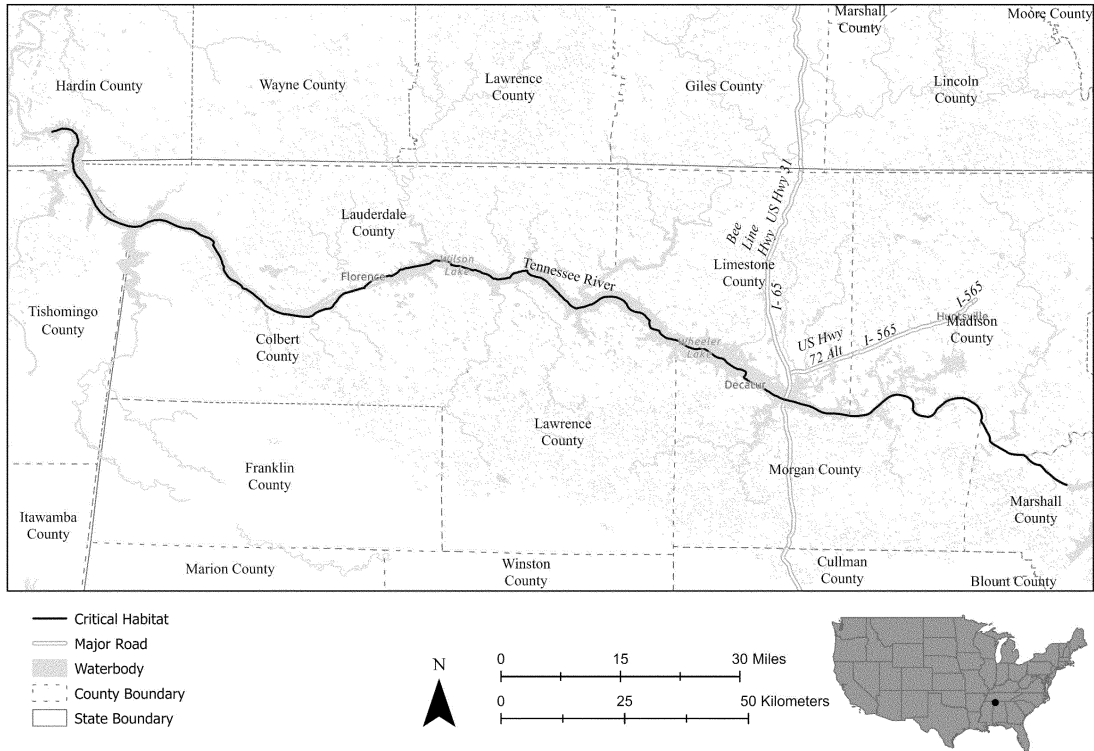 Marshall
County
Moore County
Hardin County
Wayne County
Lawrence
County
Giles County
Lincoln
County
Bee
Line
Hwy US Hwy 31
Lauderdale
County
Wilson
Lake
Florence
Tennessee River
Limestone
County
I- 65
I-565
Huntsville
Madison
County
US Hwy
72 Alt
I- 565
Tishomingo
County
Colbert
County
Wheeler
Lake
Decatur
Lawrence
County
Franklin
County
Morgan County
Marshall
County
Itawamba
County
Marion County
Winston
County
Cullman
County
Blount County
Critical Habitat
Major Road
Waterbody
County Boundary
State Boundary
N
0 15 30 Miles
0 25 50 Kilometers